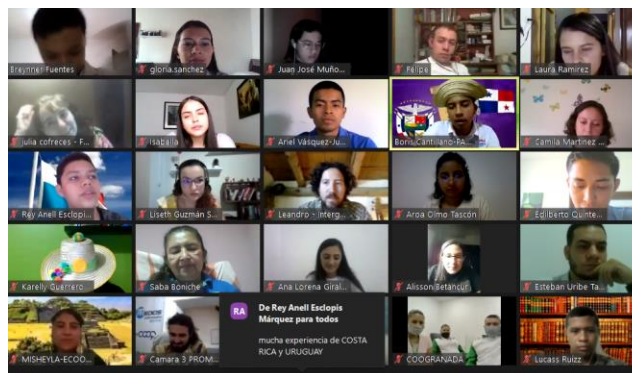 Breynner Fuentes
gloria.sanchez
Juan José Muño...
Felipe
Laura Ramirez
julia cofreces - F...
isabella
Ariel Vásquez-Ju...
Boris Cantillano-PA...
Camila Martinez ...
Rey Anell Esclopi...
Liseth Guzmán S...
Leandro - Interg...
Aroa Olmo Tascón
Edilberto Quinte...
Karelly Guerrero
Saba Boniche
Ana Lorena Giral...
Alisson Betancur
Esteban Uribe Ta...
MISHEYLA-ECOO...
Camara 3 PROM...
RA
De Rey Anell Esclopis
Márquez para todos
mucha experiencia de COSTA
RICA y URUGUAY
COOGRANADA
Lucass Ruizz